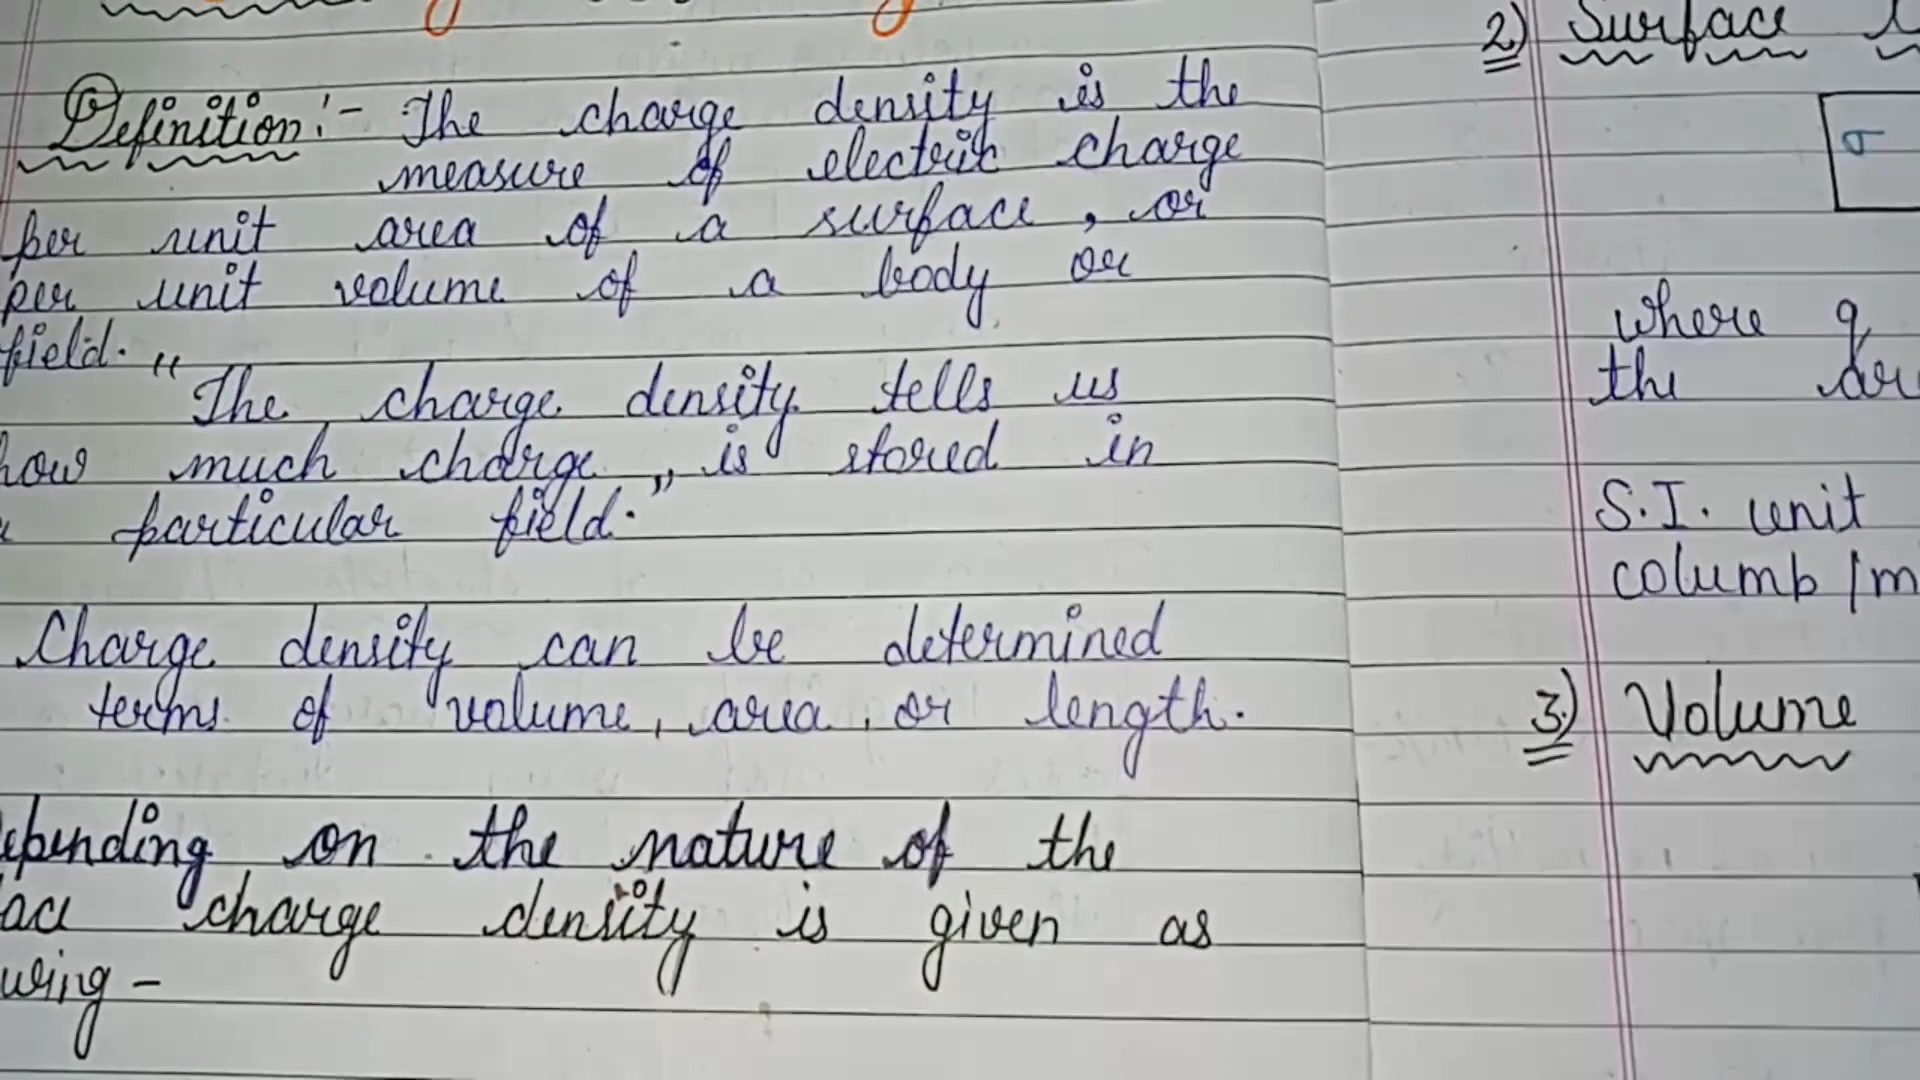 Definition :- The charge density is the
measure of electric charge
per unit area of a surface, or
per unit volume of a body or
field. "
The charge density tells us
how much charge, is stored in
particular field."
Charge density can be determined
terms of volume, area, or length.
epending on the nature of the
ace charge density is given as
wing -
2) Surface
σ
where q
the ar
S.I. unit
columb /m
3) Volume